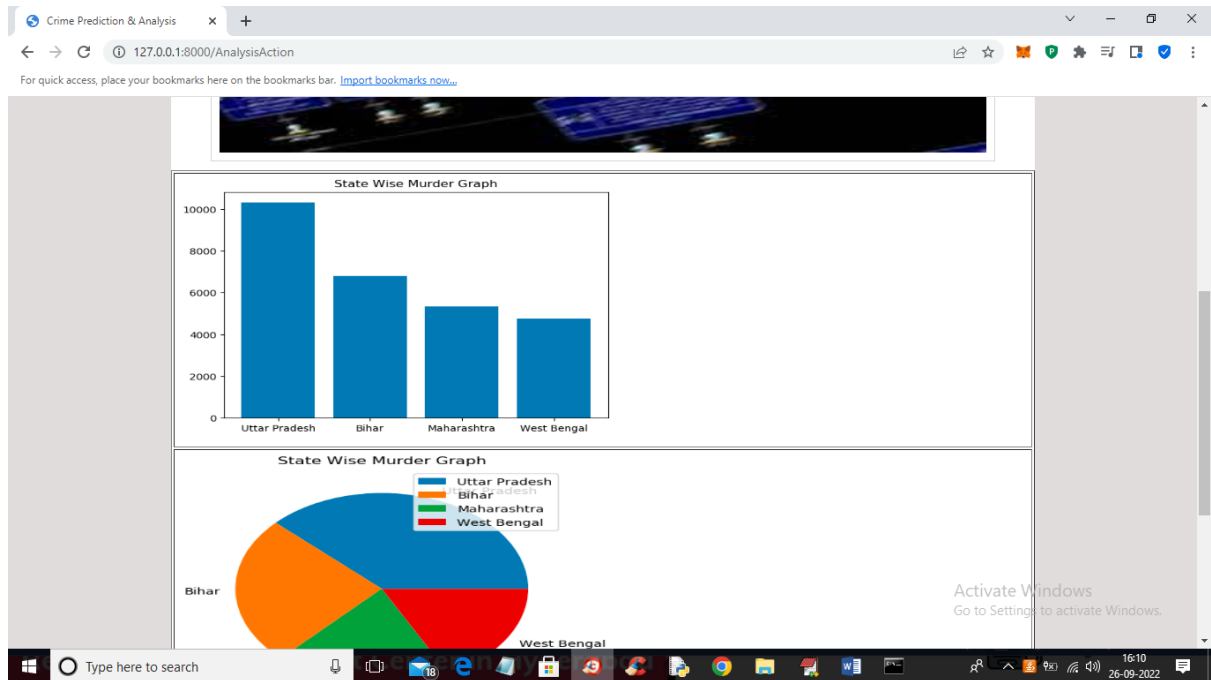 Crime Prediction & Analysis
127.0.0.1:8000/AnalysisAction
For quick access, place your bookmarks here on the bookmarks bar. Import bookmarks now...
State Wise Murder Graph
10000
8000
6000
4000
2000
0
Uttar Pradesh Bihar Maharashtra West Bengal
State Wise Murder Graph
Uttar Pradesh
Uttar Pradesh
Bihar
Maharashtra
West Bengal
Bihar
West Bengal
Activate Windows
Go to Settings to activate Windows.
Type here to search
18
16:10
26-09-2022